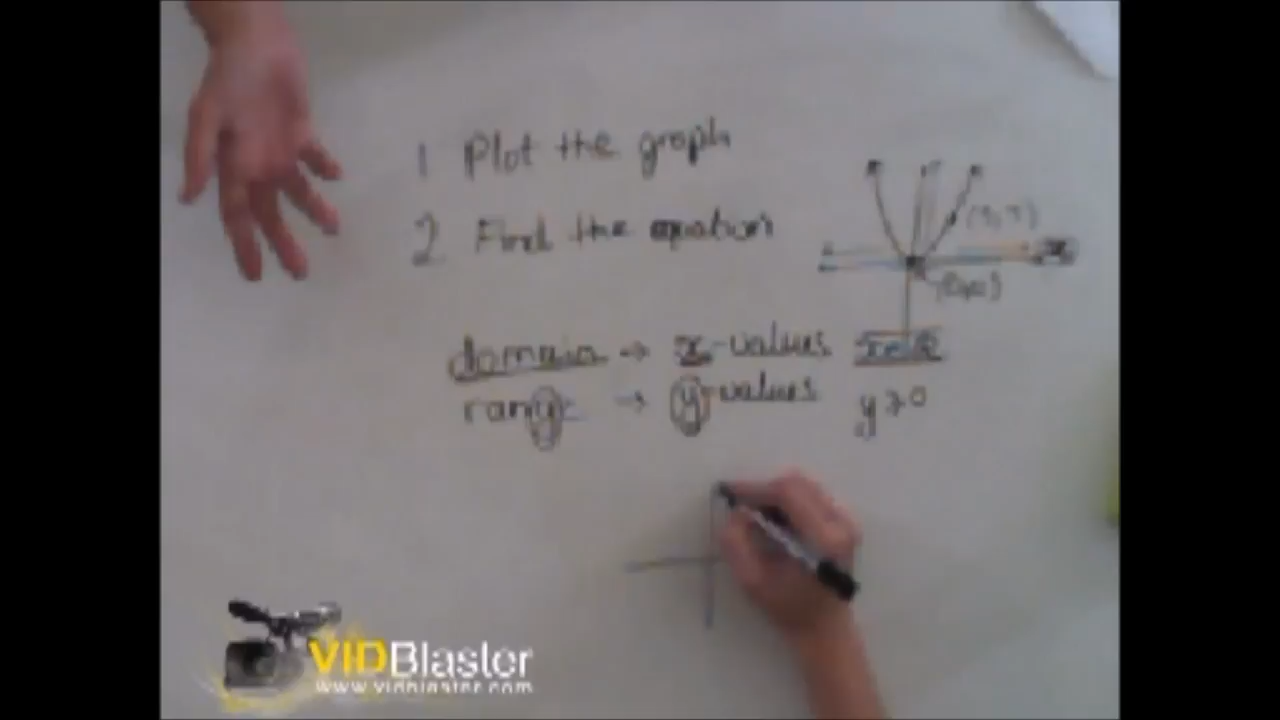 1 Plot the graph
2 Find the equation
(0,0)
domain → x-values
range → y-values y≥0
VIDBlaster
www.vidblaster.com